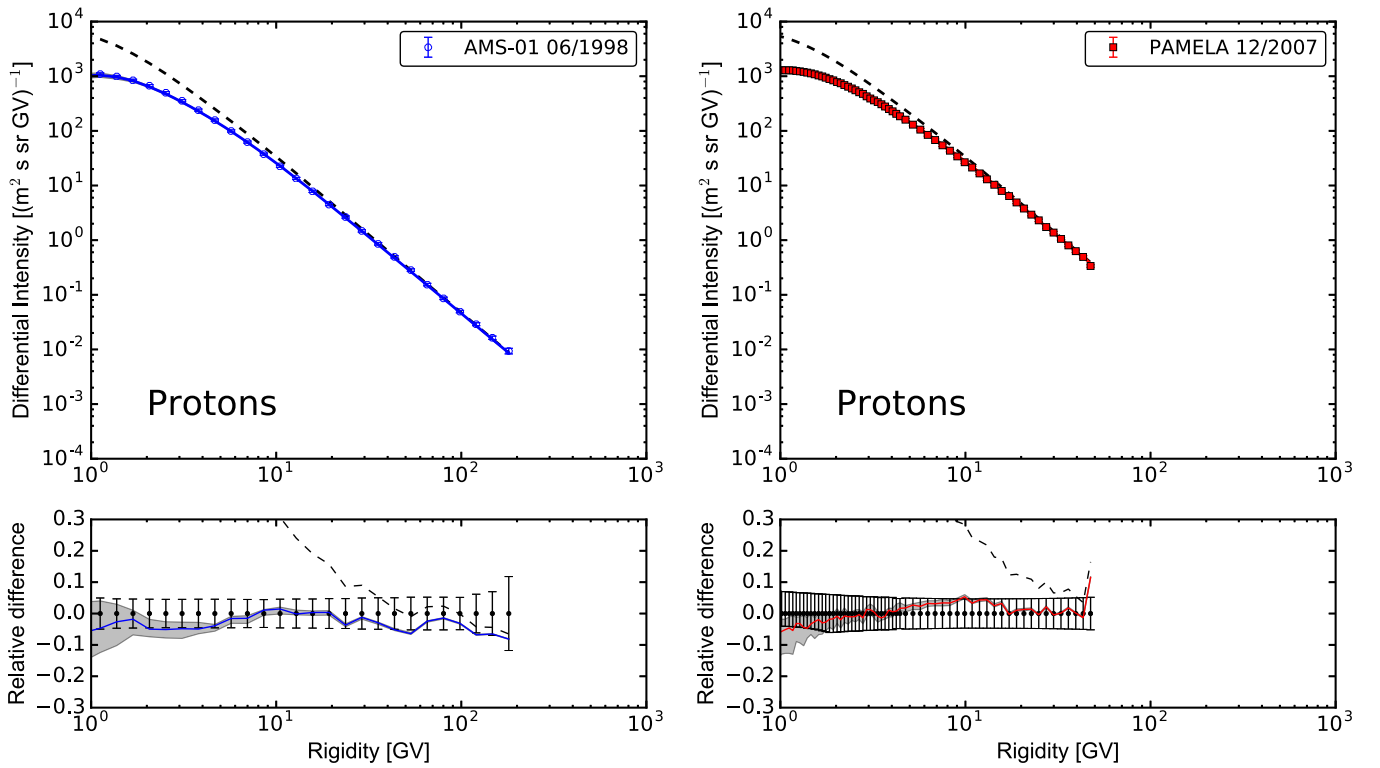 AMS-01 06/1998
10^4
10^3
10^2
10^1
10^0
10^-1
10^-2
10^-3
10^-4
Differential Intensity [(m^2 s sr GV)^-1]
Protons
10^0 10^1 10^2 10^3
PAMELA 12/2007
10^5
10^4
10^3
10^2
10^1
10^0
10^-1
10^-2
10^-3
10^-4
Differential Intensity [(m^2 s sr GV)^-1]
Protons
10^0 10^1 10^2 10^3
0.3
0.2
0.1
0.0
−0.1
−0.2
−0.3
Relative difference
10^0 10^1 10^2 10^3
Rigidity [GV]
0.3
0.2
0.1
0.0
−0.1
−0.2
−0.3
Relative difference
10^0 10^1 10^2 10^3
Rigidity [GV]